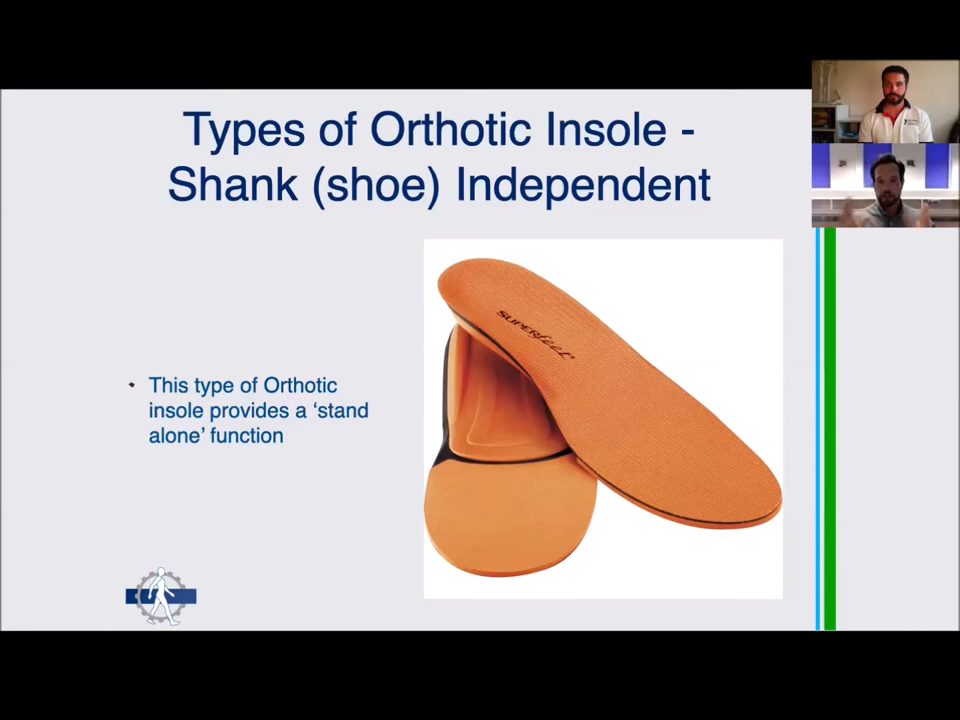 Types of Orthotic Insole -
Shank (shoe) Independent
SUPERfeet
• This type of Orthotic
insole provides a ‘stand
alone’ function